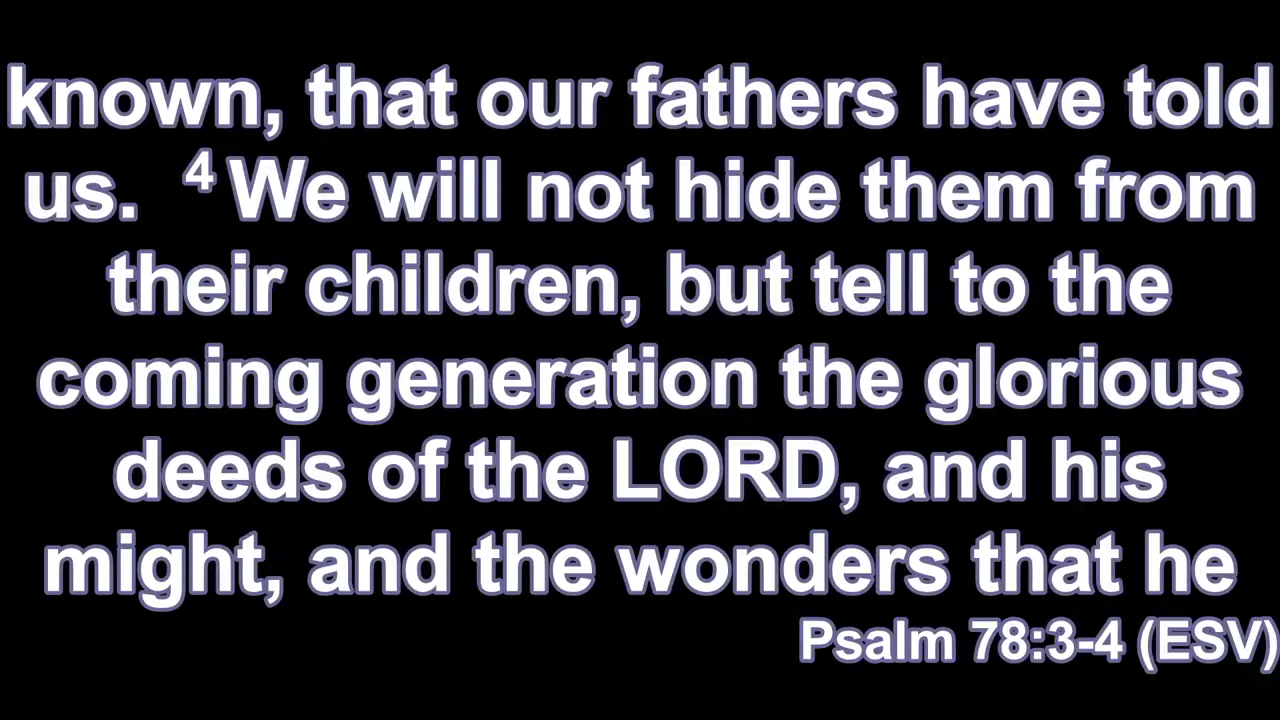 known, that our fathers have told
us. 4 We will not hide them from
their children, but tell to the
coming generation the glorious
deeds of the LORD, and his
might, and the wonders that he
Psalm 78:3-4 (ESV)